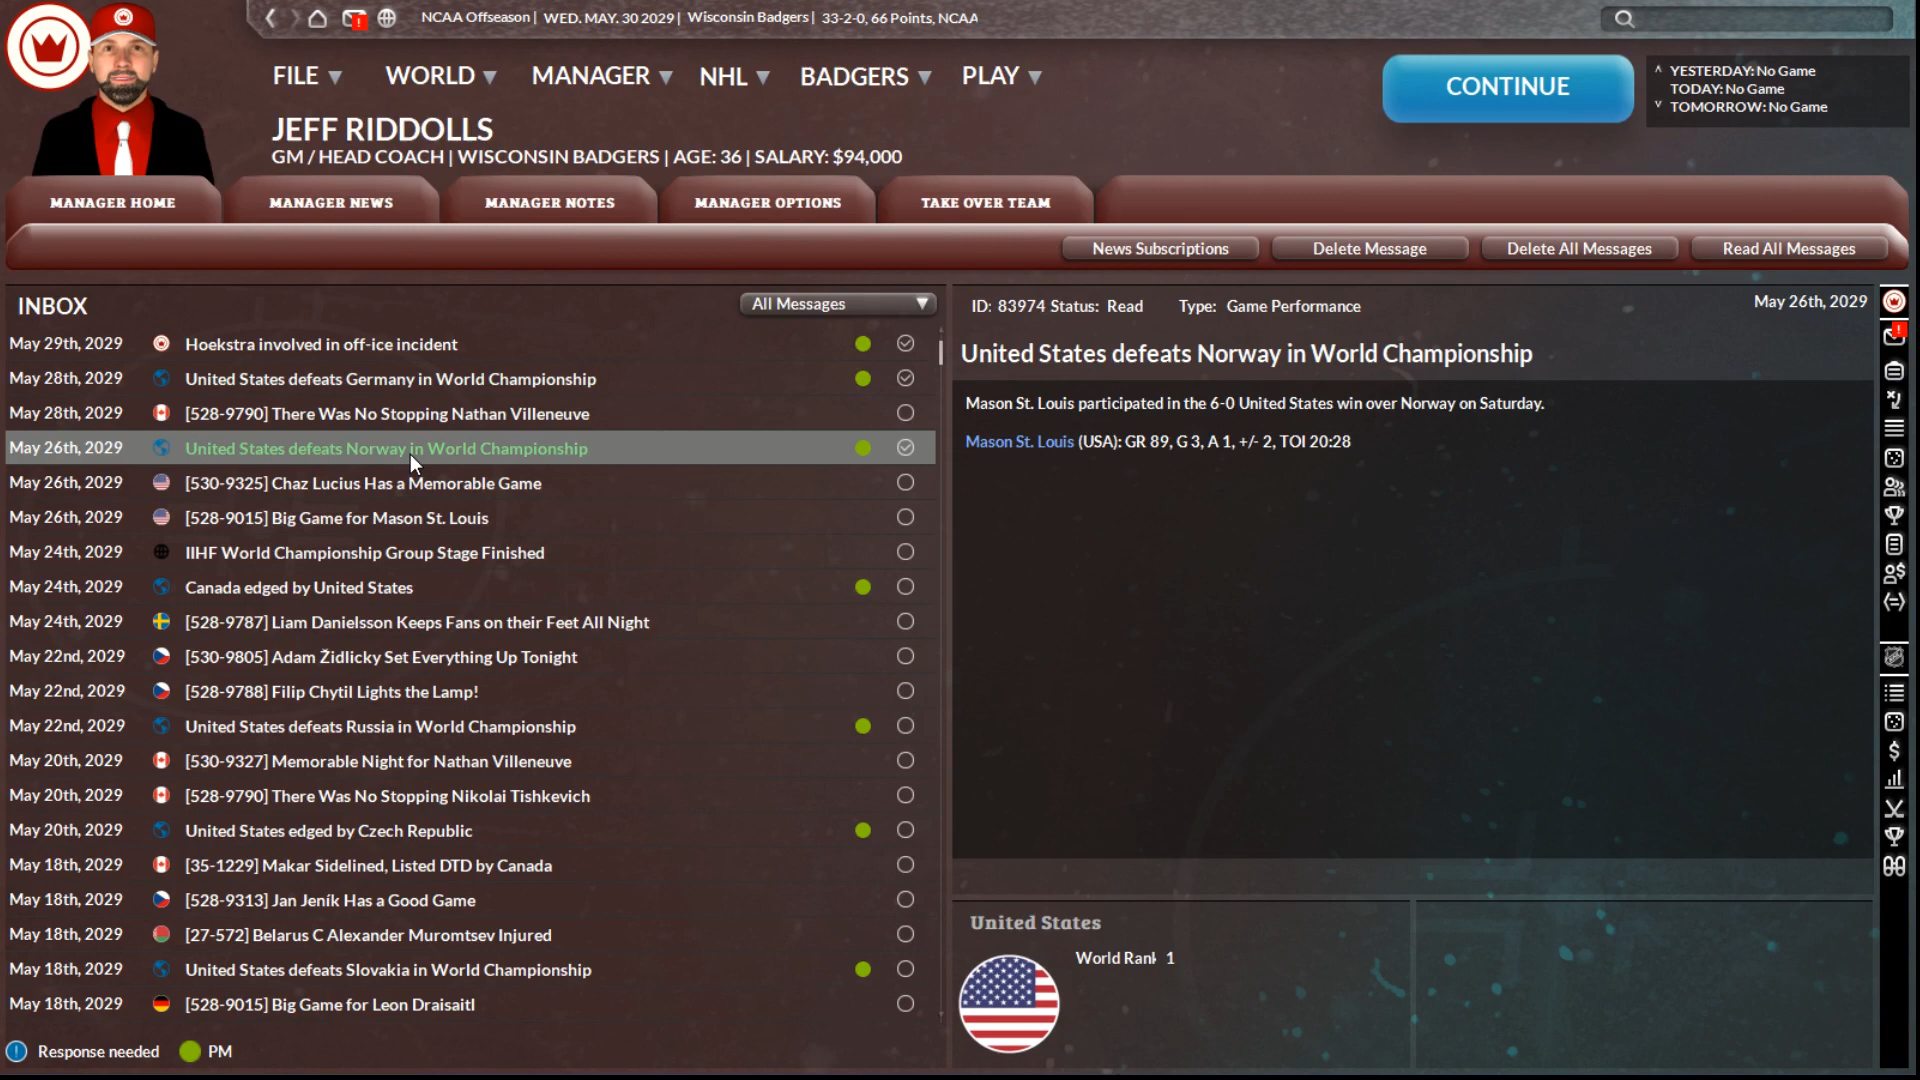 NCAA Offseason | WED. MAY. 30 2029 | Wisconsin Badgers | 33-2-0, 66 Points, NCAA
FILE WORLD MANAGER NHL BADGERS PLAY
CONTINUE
YESTERDAY: No Game
TODAY: No Game
TOMORROW: No Game
JEFF RIDDOLLS
GM / HEAD COACH | WISCONSIN BADGERS | AGE: 36 | SALARY: $94,000
MANAGER HOME MANAGER NEWS MANAGER NOTES MANAGER OPTIONS TAKE OVER TEAM
News Subscriptions Delete Message Delete All Messages Read All Messages
INBOX
All Messages
May 29th, 2029 Hoekstra involved in off-ice incident
May 28th, 2029 United States defeats Germany in World Championship
May 28th, 2029 [528-9790] There Was No Stopping Nathan Villeneuve
May 26th, 2029 United States defeats Norway in World Championship
May 26th, 2029 [530-9325] Chaz Lucius Has a Memorable Game
May 26th, 2029 [528-9015] Big Game for Mason St. Louis
May 24th, 2029 IIHF World Championship Group Stage Finished
May 24th, 2029 Canada edged by United States
May 24th, 2029 [528-9787] Liam Danielsson Keeps Fans on their Feet All Night
May 22nd, 2029 [530-9805] Adam Židlicky Set Everything Up Tonight
May 22nd, 2029 [528-9788] Filip Chytil Lights the Lamp!
May 22nd, 2029 United States defeats Russia in World Championship
May 20th, 2029 [530-9327] Memorable Night for Nathan Villeneuve
May 20th, 2029 [528-9790] There Was No Stopping Nikolai Tishkevich
May 20th, 2029 United States edged by Czech Republic
May 18th, 2029 [35-1229] Makar Sidelined, Listed DTD by Canada
May 18th, 2029 [528-9313] Jan Jeník Has a Good Game
May 18th, 2029 [27-572] Belarus C Alexander Muromtsev Injured
May 18th, 2029 United States defeats Slovakia in World Championship
May 18th, 2029 [528-9015] Big Game for Leon Draisaitl
Response needed PM
ID: 83974 Status: Read Type: Game Performance May 26th, 2029
United States defeats Norway in World Championship
Mason St. Louis participated in the 6-0 United States win over Norway on Saturday.
Mason St. Louis (USA): GR 89, G 3, A 1, +/- 2, TOI 20:28
United States
World Rank 1